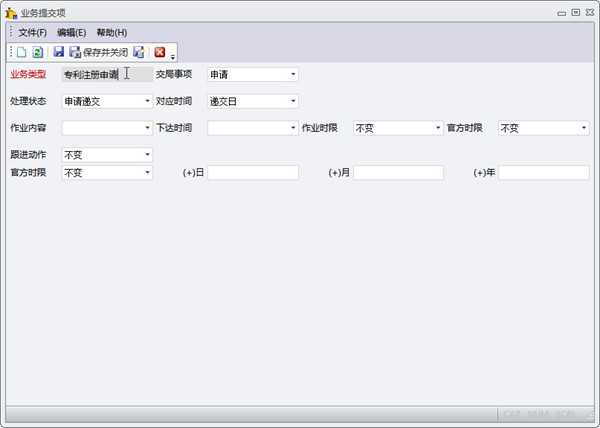 业务提交项
文件(F) 编辑(E) 帮助(H)
保存并关闭
业务类型 专利注册申请 交局事项 申请
处理状态 申请递交 对应时间 递交日
作业内容 下达时间 作业时限 不变 官方时限 不变
跟进动作 不变
官方时限 不变 (+)日 (+)月 (+)年
CAP NUM SCRL